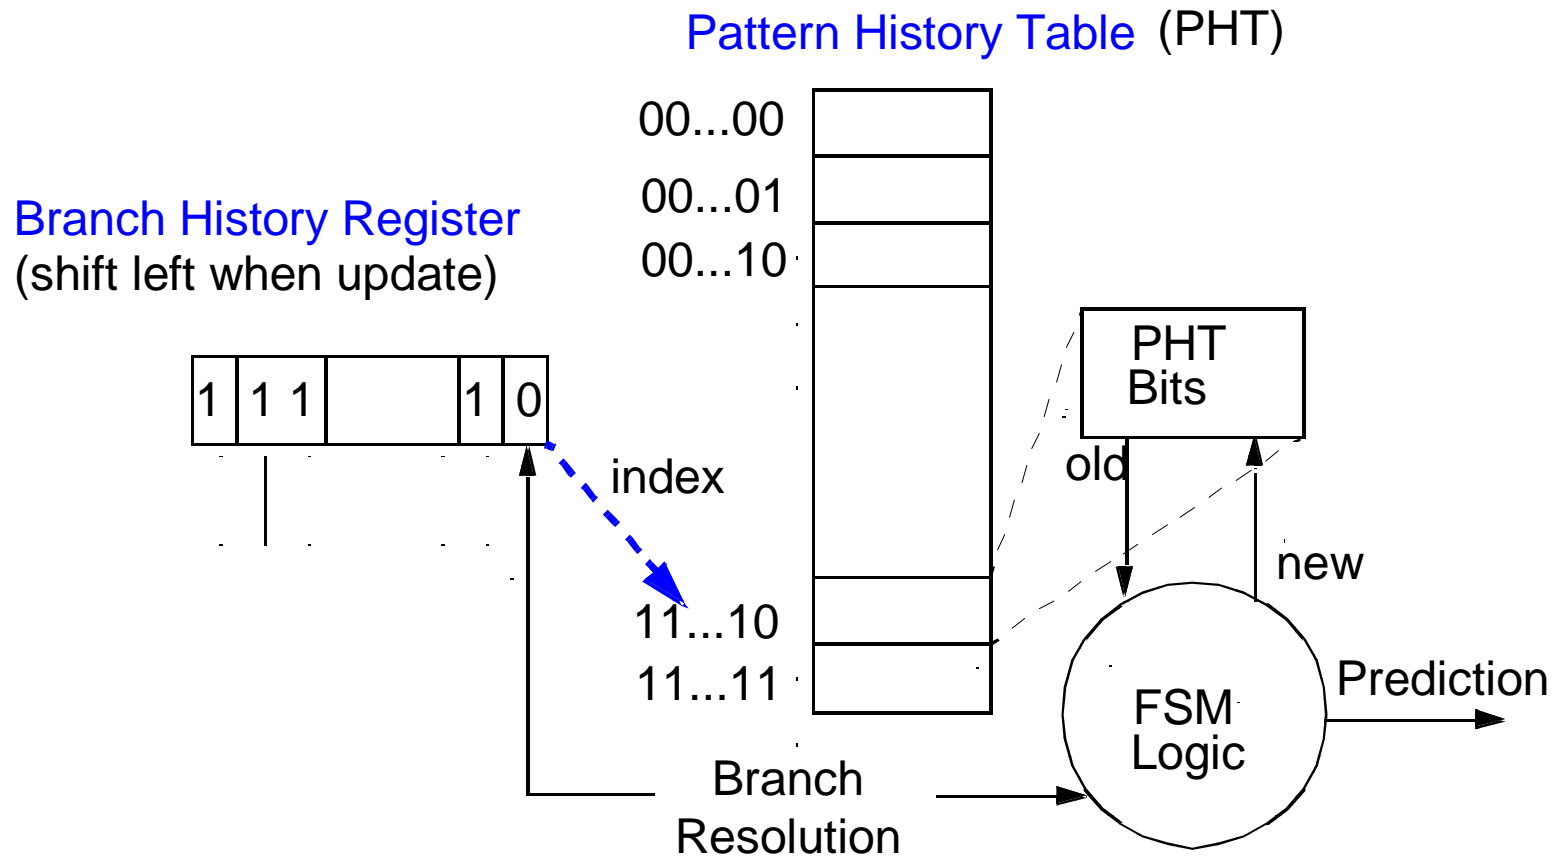 Pattern History Table (PHT)
00...00
00...01
00...10
Branch History Register
(shift left when update)
1 1 1 1 0
index
PHT
Bits
old
new
11...10
11...11
FSM
Logic
Prediction
Branch
Resolution